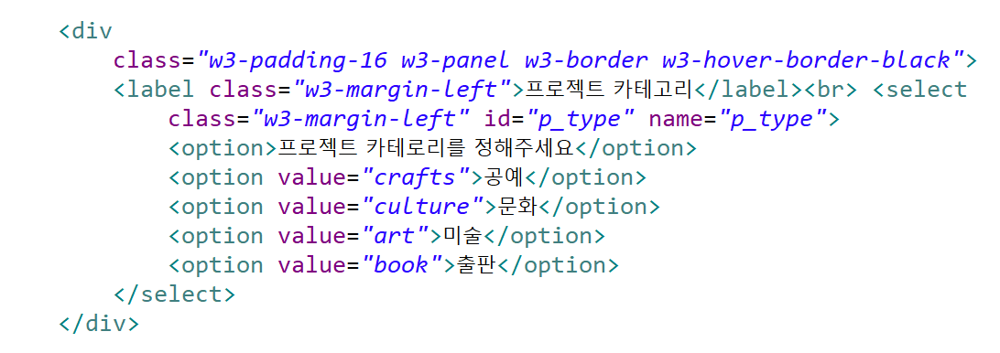 <div
class="w3-padding-16 w3-panel w3-border w3-hover-border-black">
<label class="w3-margin-left">프로젝트 카테고리</label><br> <select
class="w3-margin-left" id="p_type" name="p_type">
<option>프로젝트 카테로리를 정해주세요</option>
<option value="crafts">공예</option>
<option value="culture">문화</option>
<option value="art">미술</option>
<option value="book">출판</option>
</select>
</div>